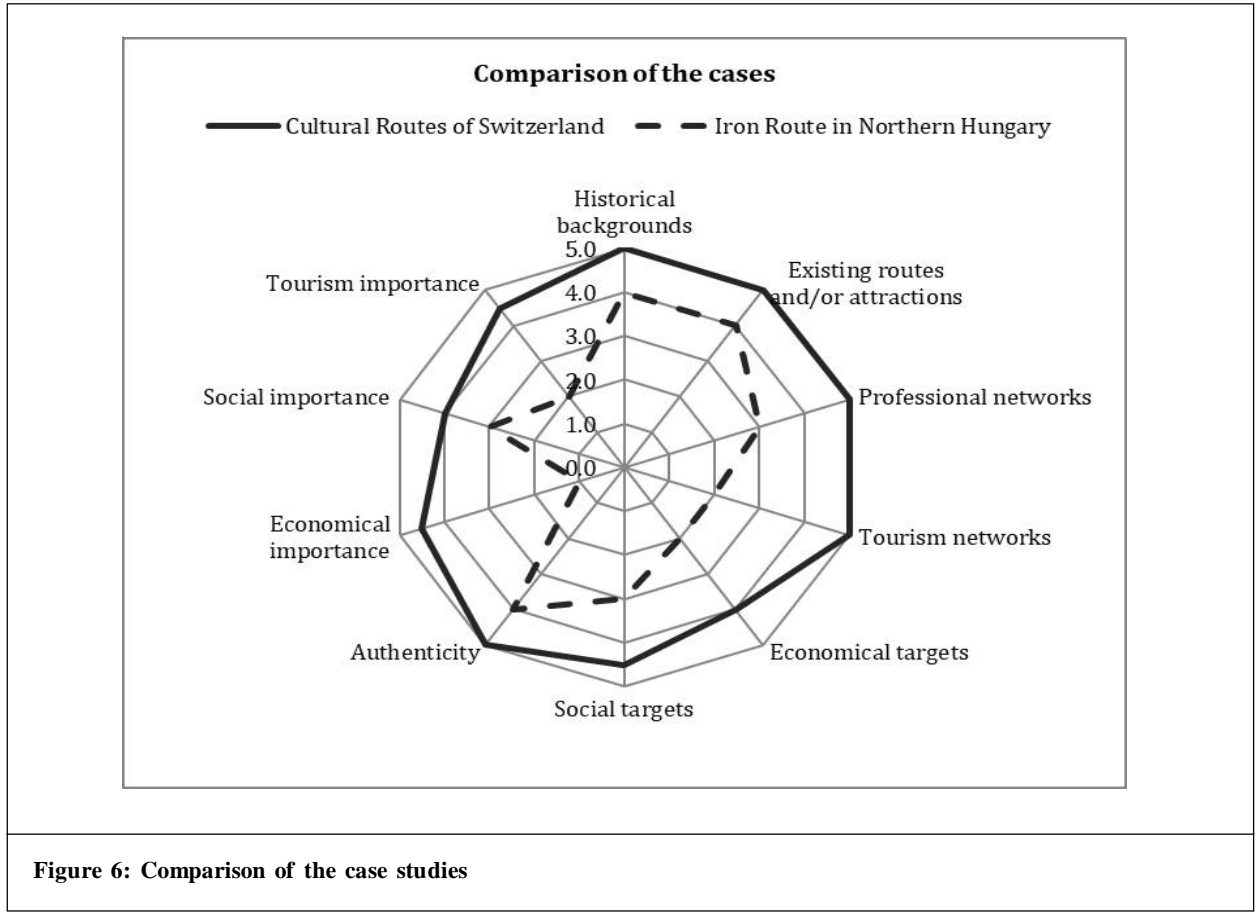 Comparison of the cases
Cultural Routes of Switzerland
Iron Route in Northern Hungary
Historical
backgrounds
5.0
4.0
3.0
2.0
1.0
0.0
Existing routes
and/or attractions
Professional networks
Tourism networks
Economical targets
Social targets
Authenticity
Economical
importance
Social importance
Tourism importance
Figure 6: Comparison of the case studies